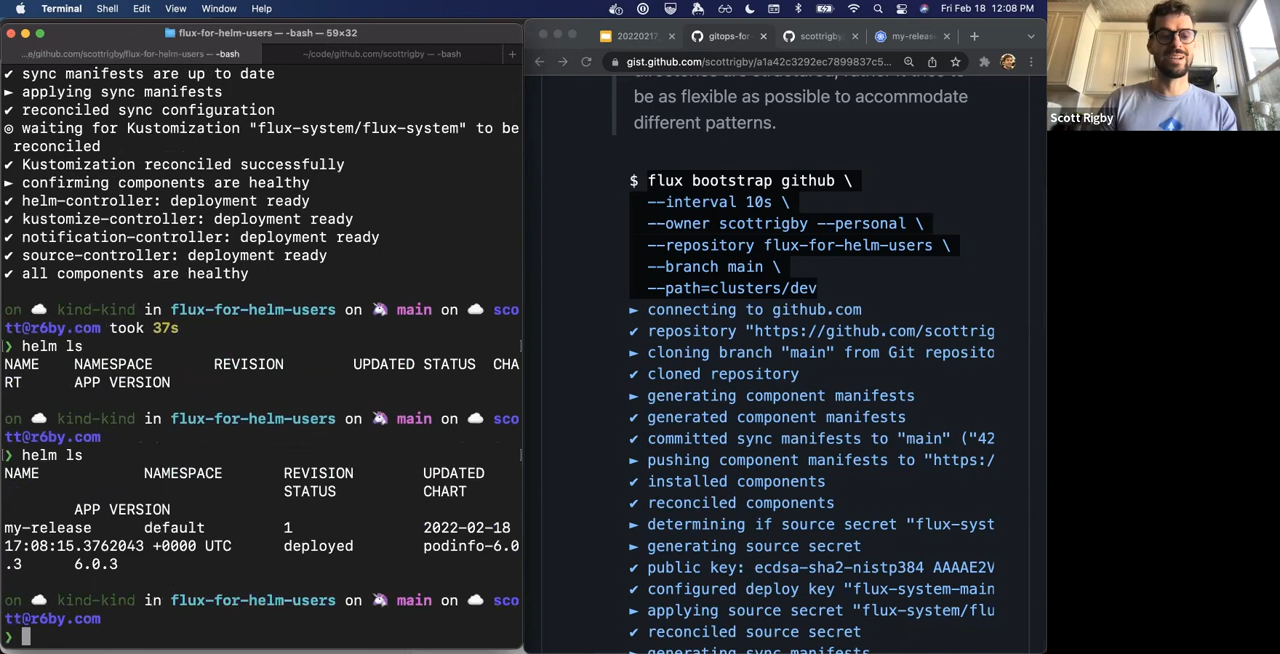 Terminal Shell Edit View Window Help
Fri Feb 18 12:08 PM
flux-for-helm-users — -bash — 59×32
...e/github.com/scottrigby/flux-for-helm-users — -bash
~/code/github.com/scottrigby — -bash
✔ sync manifests are up to date
► applying sync manifests
✔ reconciled sync configuration
◎ waiting for Kustomization "flux-system/flux-system" to be
reconciled
✔ Kustomization reconciled successfully
► confirming components are healthy
✔ helm-controller: deployment ready
✔ kustomize-controller: deployment ready
✔ notification-controller: deployment ready
✔ source-controller: deployment ready
✔ all components are healthy
on ☁️ kind-kind in flux-for-helm-users on 🦄 main on ☁️ sco
tt@r6by.com took 37s
❯ helm ls
NAME NAMESPACE REVISION UPDATED STATUS CHA
RT APP VERSION
on ☁️ kind-kind in flux-for-helm-users on 🦄 main on ☁️ sco
tt@r6by.com
❯ helm ls
NAME NAMESPACE REVISION UPDATED
STATUS CHART
APP VERSION
my-release default 1 2022-02-18
17:08:15.3762043 +0000 UTC deployed podinfo-6.0
.3 6.0.3
on ☁️ kind-kind in flux-for-helm-users on 🦄 main on ☁️ sco
tt@r6by.com
❯
20220217
gitops-for-
scottrigby
my-releas
gist.github.com/scottrigby/a1a42c3292ec7899837c5...
be as flexible as possible to accommodate
different patterns.
$ flux bootstrap github \
--interval 10s \
--owner scottrigby --personal \
--repository flux-for-helm-users \
--branch main \
--path=clusters/dev
► connecting to github.com
✔ repository "https://github.com/scottrig
► cloning branch "main" from Git reposito
✔ cloned repository
► generating component manifests
✔ generated component manifests
✔ committed sync manifests to "main" ("42
► pushing component manifests to "https:/
✔ installed components
✔ reconciled components
► determining if source secret "flux-syst
► generating source secret
✔ public key: ecdsa-sha2-nistp384 AAAAE2V
✔ configured deploy key "flux-system-main
► applying source secret "flux-system/flu
✔ reconciled source secret
► generating sync manifests
Scott Rigby